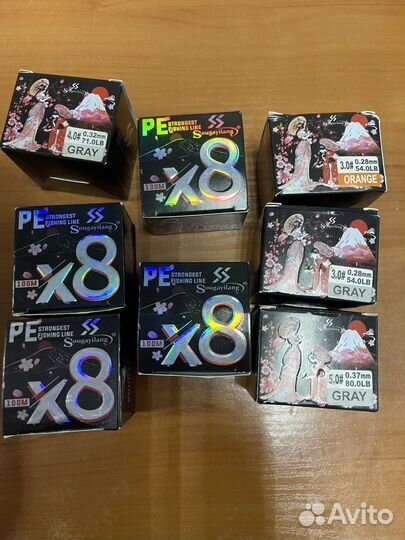 4.0# 0.32mm
71.0LB
GRAY
PE STRONGEST
FISHING LINE
Sougayilang
100M
X8
3.0# 0.28mm
54.0LB
ORANGE
PE STRONGEST
FISHING LINE
Sougayilang
100M
X8
PE STRONGEST
FISHING LINE
Sougayilang
100M
X8
3.0# 0.28mm
54.0LB
GRAY
PE STRONGEST
FISHING LINE
Sougayilang
100M
X8
5.0# 0.37mm
80.0LB
GRAY
Avito